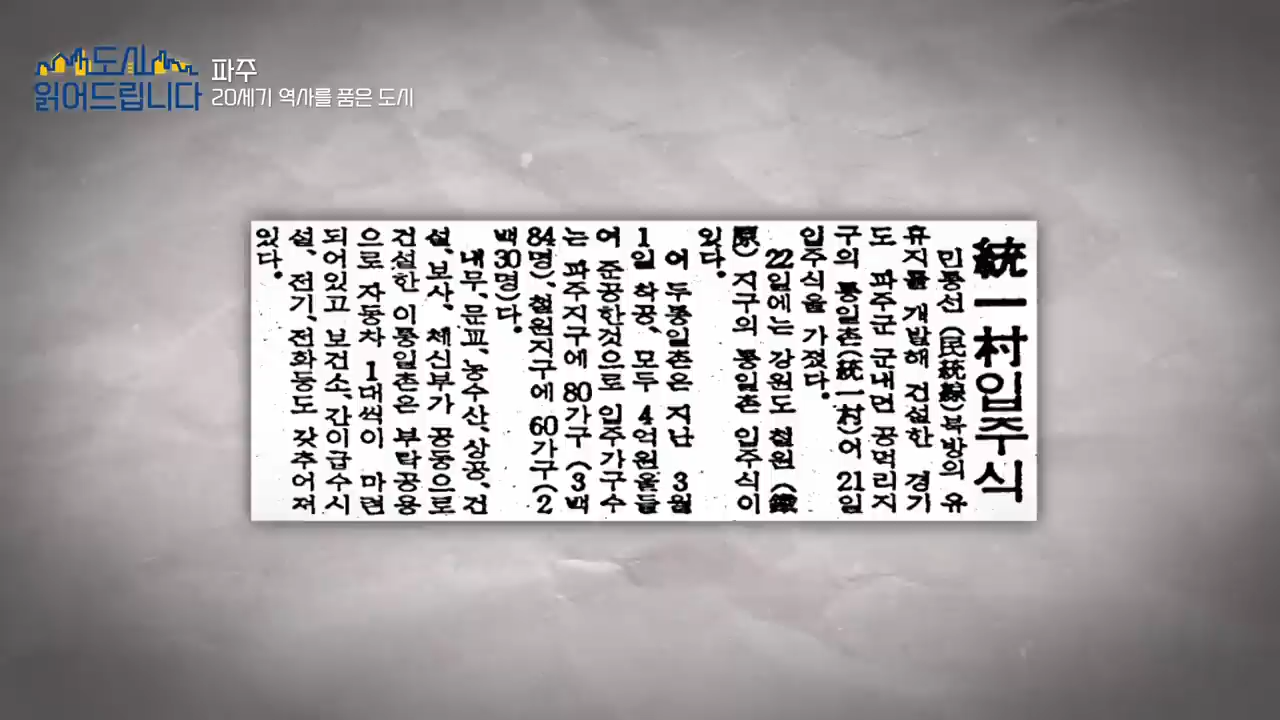 도시
읽어드립니다
파주
20세기 역사를 품은 도시
統一村입주식
민통선 (民統線)북방의 유
휴지를 개발해 건설한 경기
도 파주군 군내면 공덕리지
구의 통일촌(統一村)이 21일
입주식을 가졌다.
22일에는 강원도 철원 (鐵
原) 지구의 통일촌 입주식이
있다.
이 두통일촌은 지난 3월
1일 착공, 모두 4억원을들
여 준공한것으로 입주가구수
는 파주지구에 80가구 (3백
84명), 철원지구에 60가구(2
백30명)다.
내무、문교、농수산、상공、건
설、보사、체신부가 공동으로
건설한 이통일촌은 부락공용
으로 자동차 1대씩이 마련
되어있고 보건소、간이급수시
설、전기、전화등도 갖추어져
있다.